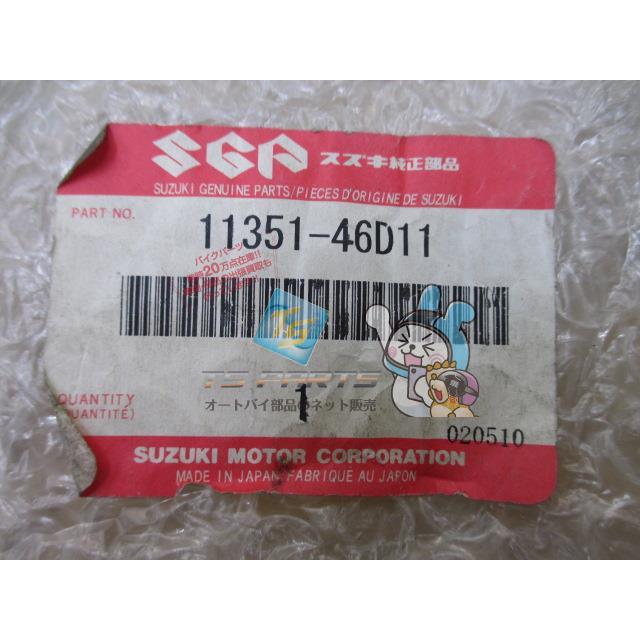 SGP スズキ純正部品
SUZUKI GENUINE PARTS/PIECES D'ORIGINE DE SUZUKI
PART NO. 11351-46D11
バイクパーツ
20万点在庫!!
TS
TS PARTS
オートバイ部品のネット販売
QUANTITY 1
QUANTITÉ)
020510
SUZUKI MOTOR CORPORATION
MADE IN JAPAN/FABRIQUE AU JAPON